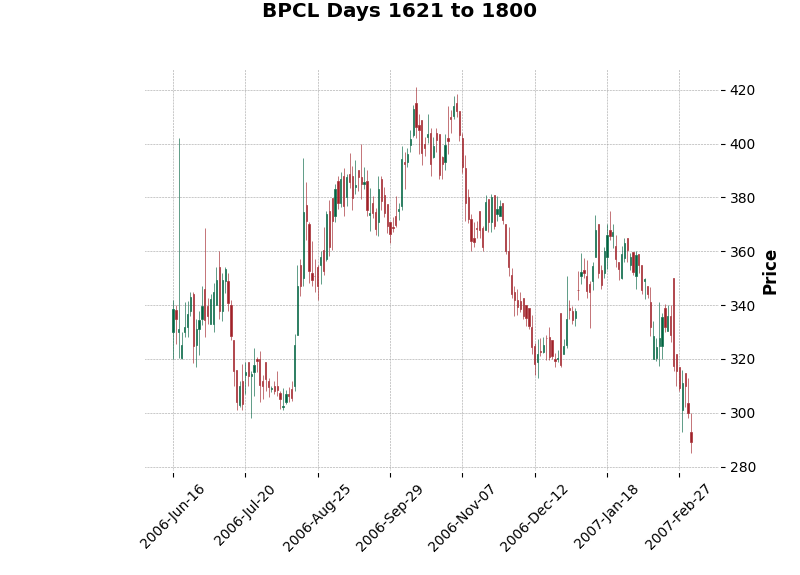 BPCL Days 1621 to 1800
420
400
380
360
340
320
300
280
Price
2006-Jun-16
2006-Jul-20
2006-Aug-25
2006-Sep-29
2006-Nov-07
2006-Dec-12
2007-Jan-18
2007-Feb-27